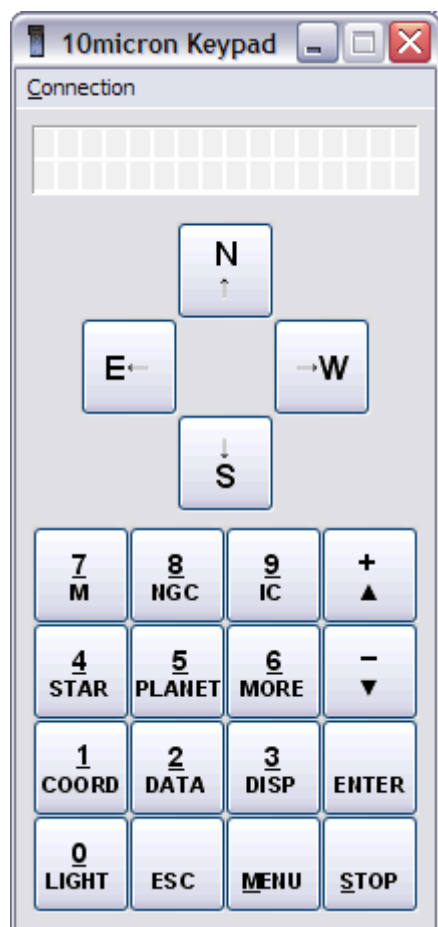 10micron Keypad
Connection
N
↑
E← →W
↓
S
7 8 9 +
M NGC IC ▲
4 5 6 −
STAR PLANET MORE ▼
1 2 3
COORD DATA DISP ENTER
0
LIGHT ESC MENU STOP